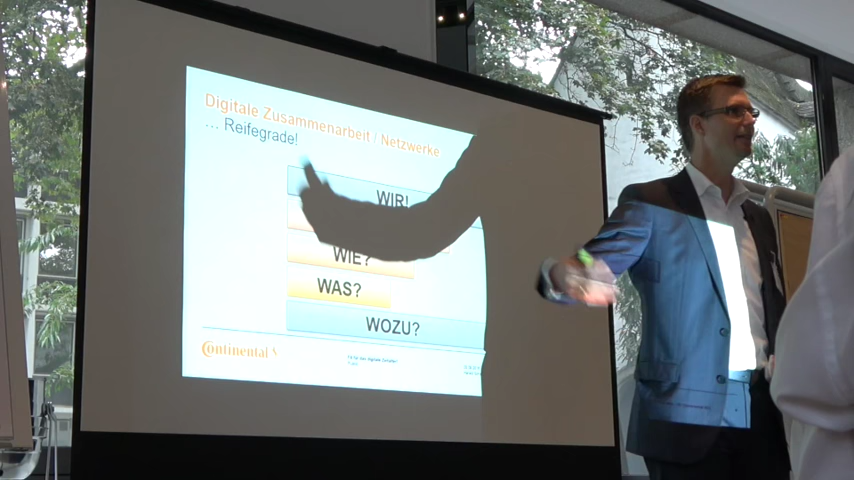 Digitale Zusammenarbeit / Netzwerke
... Reifegrade!
WIR!
WIE?
WAS?
WOZU?
Continental